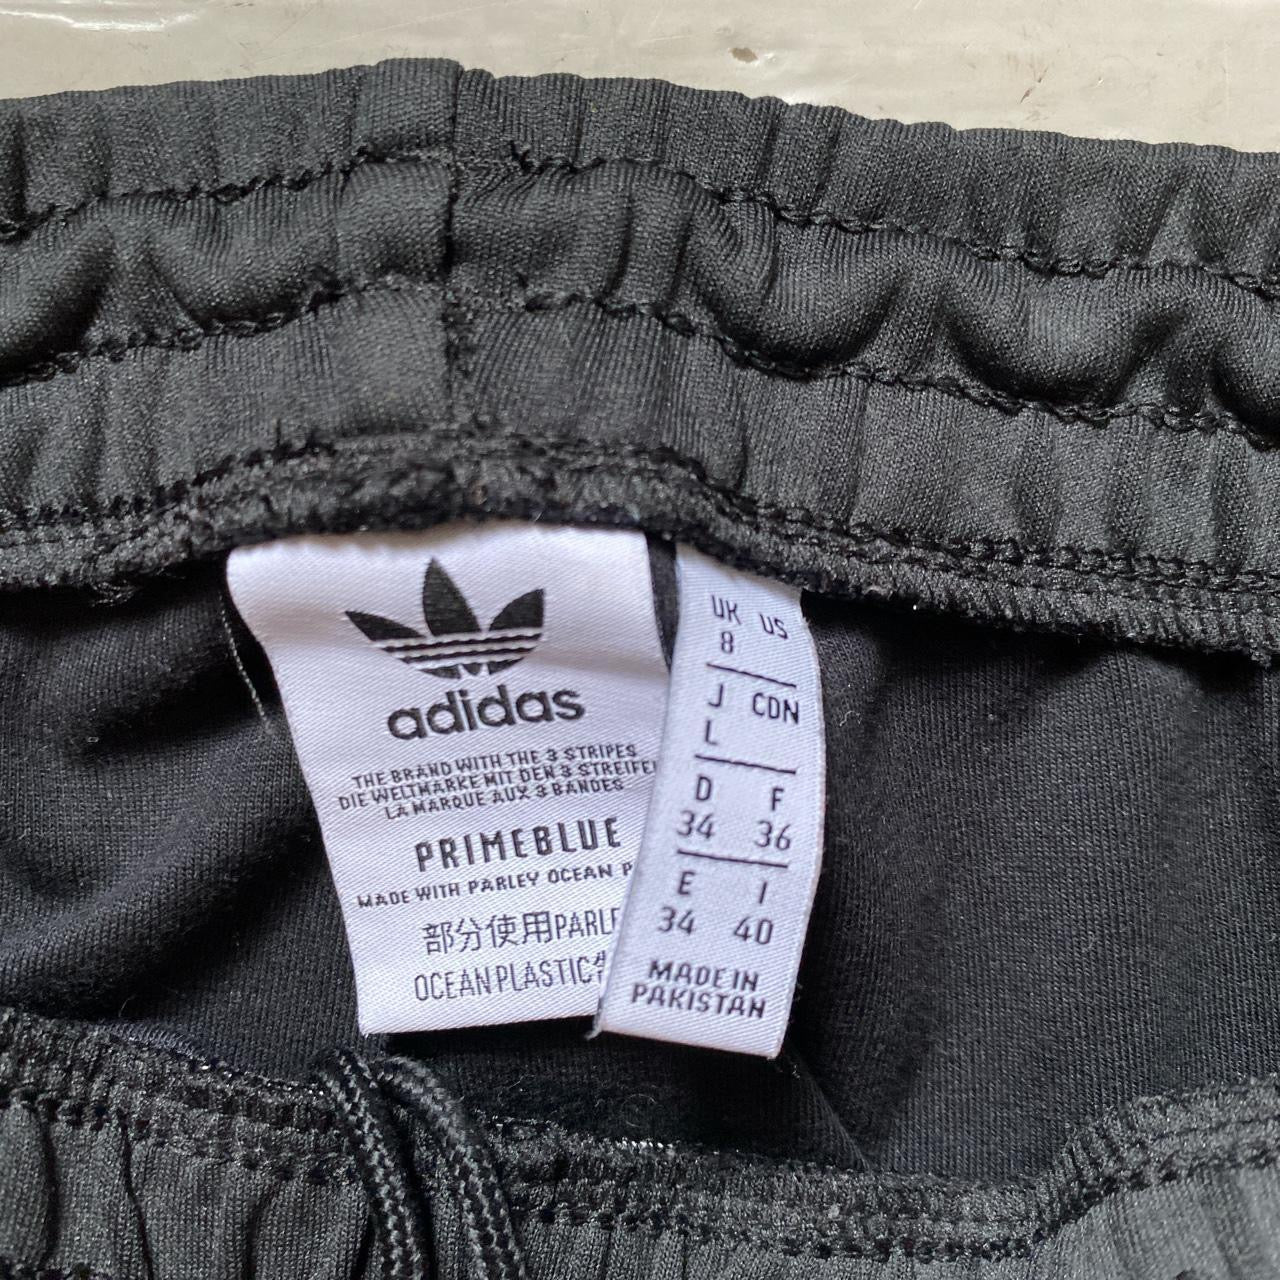 adidas
THE BRAND WITH THE 3 STRIPES
DIE WELTMARKE MIT DEN 3 STREIFE
LA MARQUE AUX 3 BANDES
PRIMEBLUE
MADE WITH PARLEY OCEAN P
部分使用PARLE
OCEAN PLASTIC
UK US
8
J CDN
L
D F
34 36
E I
34 40
MADE IN
PAKISTAN